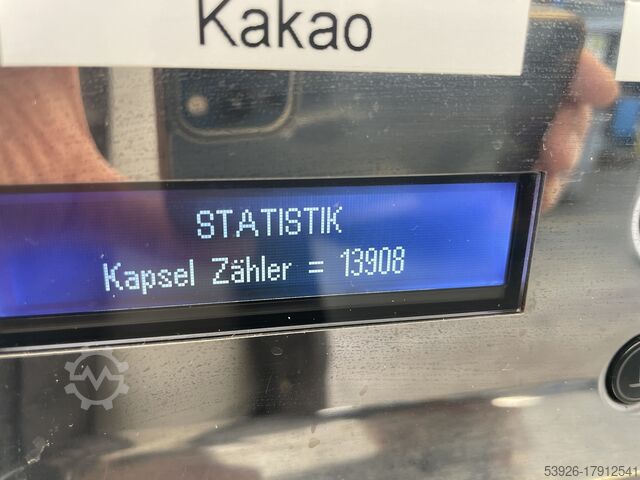 Kakao
STATISTIK
Kapsel Zähler = 13908
53926-17912541